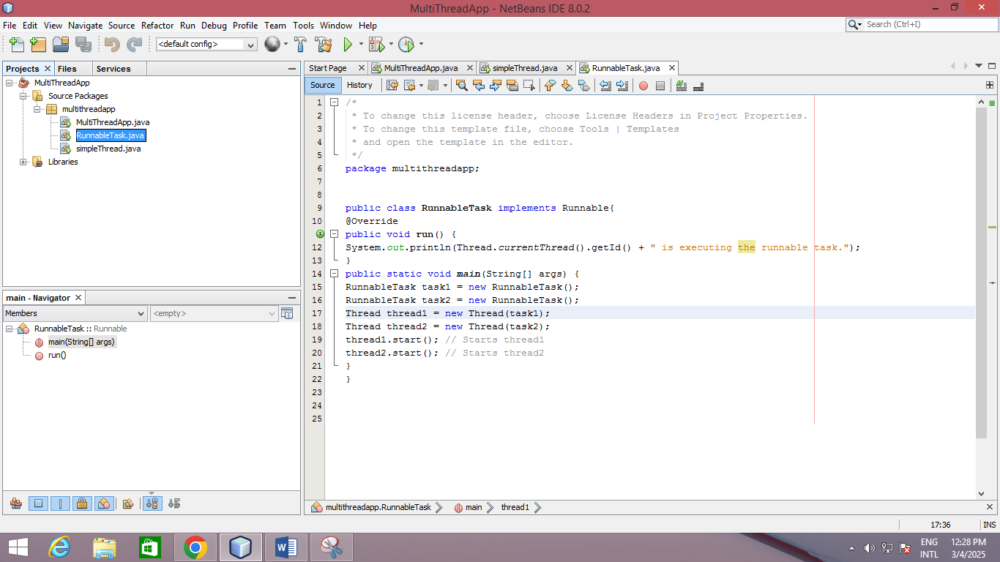 MultiThreadApp - NetBeans IDE 8.0.2
File Edit View Navigate Source Refactor Run Debug Profile Team Tools Window Help
Search (Ctrl+I)
<default config>
Projects Files Services
MultiThreadApp
Source Packages
multithreadapp
MultiThreadApp.java
RunnableTask.java
simpleThread.java
Libraries
main - Navigator
Members
<empty>
RunnableTask :: Runnable
main(String[] args)
run()
Start Page MultiThreadApp.java simpleThread.java RunnableTask.java
Source History
1 /*
2 * To change this license header, choose License Headers in Project Properties.
3 * To change this template file, choose Tools | Templates
4 * and open the template in the editor.
5 */
6 package multithreadapp;
7
8
9 public class RunnableTask implements Runnable{
10 @Override
public void run() {
12 System.out.println(Thread.currentThread().getId() + " is executing the runnable task.");
13 }
14 public static void main(String[] args) {
15 RunnableTask task1 = new RunnableTask();
16 RunnableTask task2 = new RunnableTask();
17 Thread thread1 = new Thread(task1);
18 Thread thread2 = new Thread(task2);
19 thread1.start(); // Starts thread1
20 thread2.start(); // Starts thread2
21 }
22 }
23
24
25
multithreadapp.RunnableTask main thread1
17:36 INS
ENG 12:28 PM
INTL 3/4/2025